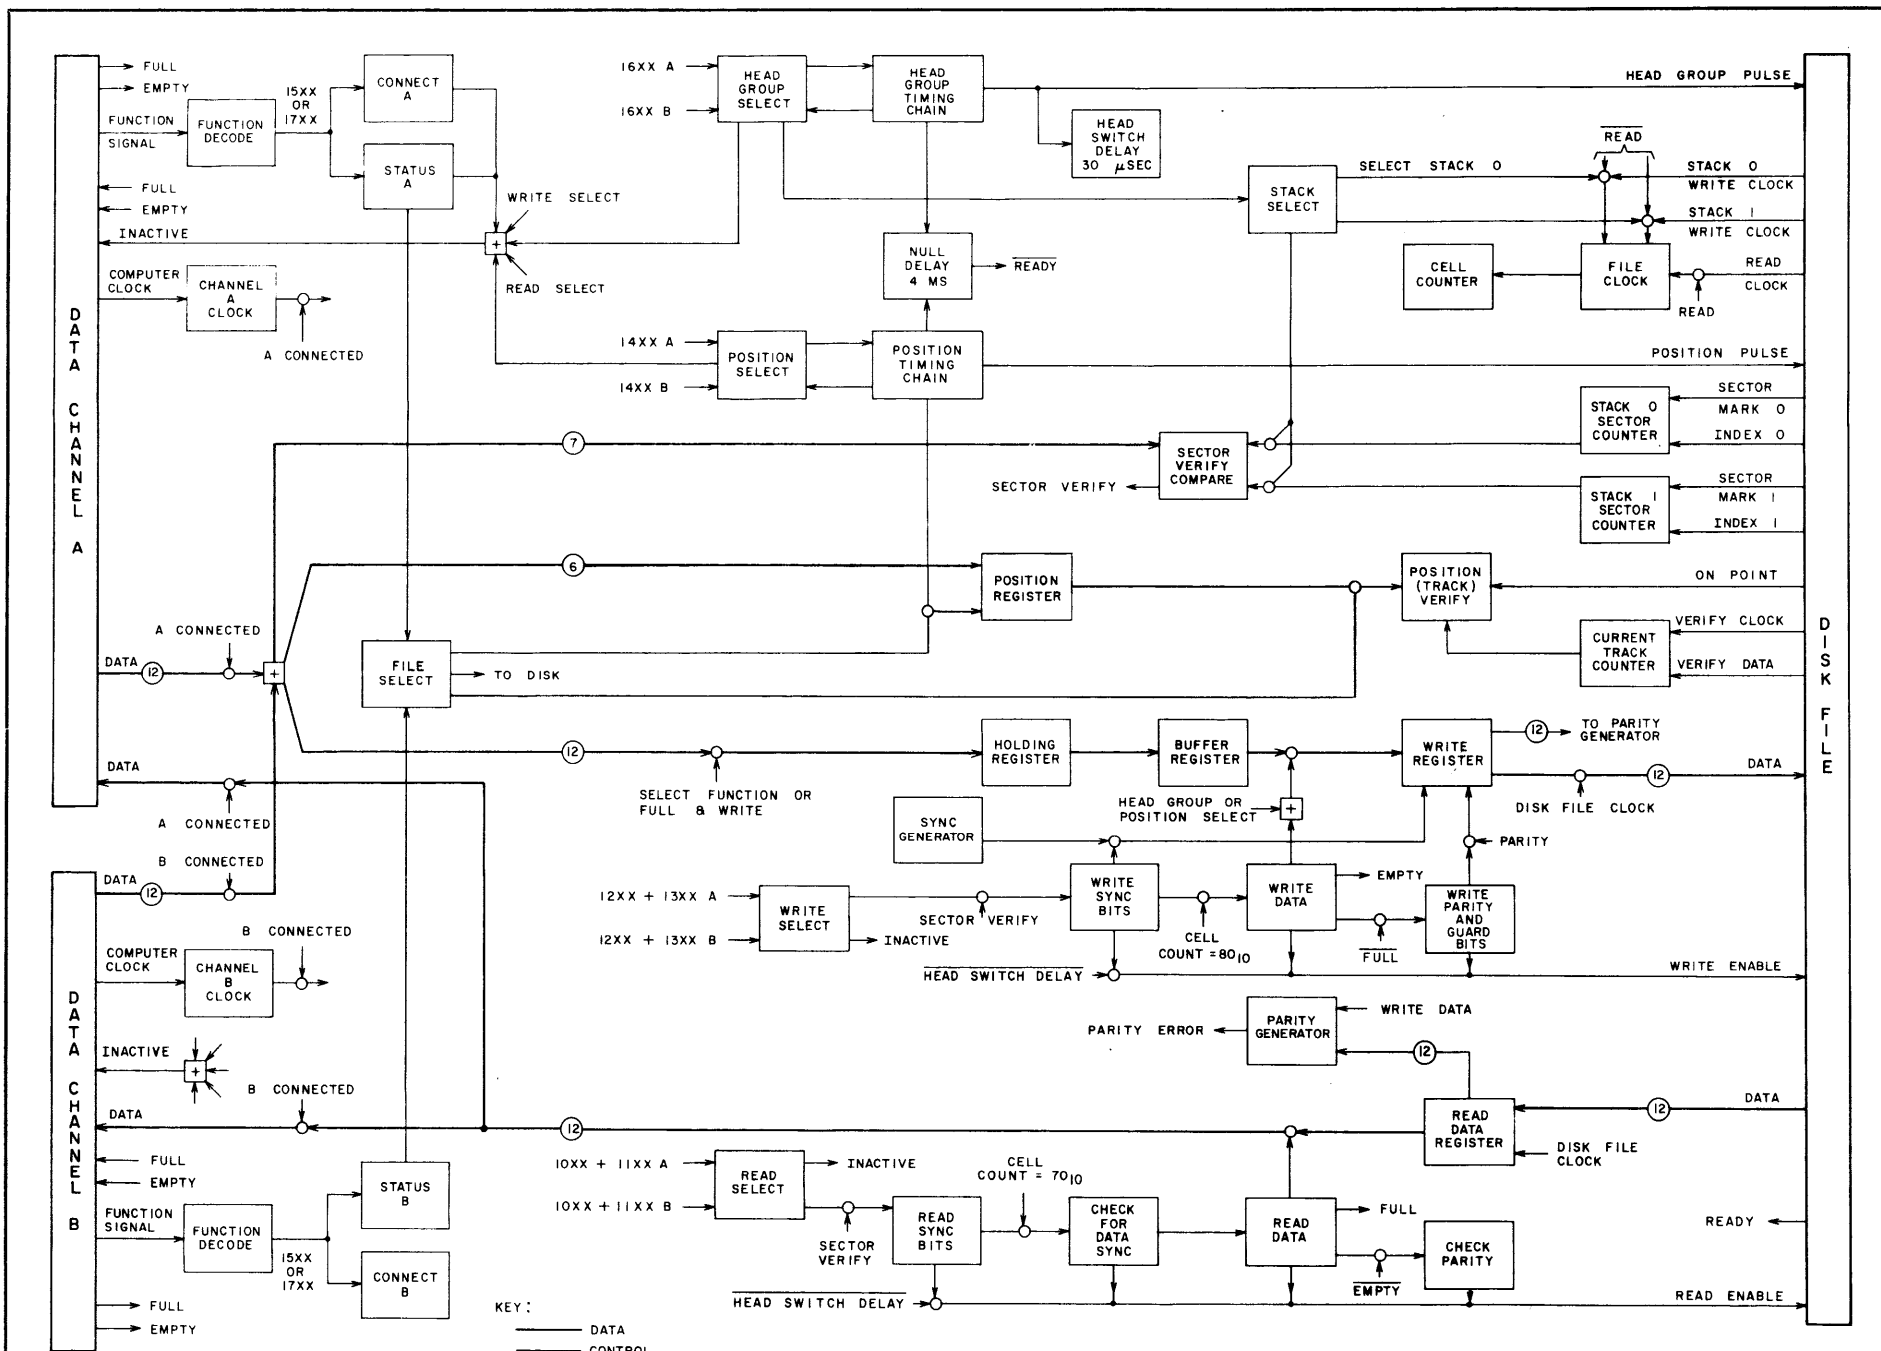 FULL
EMPTY
FUNCTION
SIGNAL
FUNCTION
DECODE
15XX
OR
17XX
CONNECT
A
STATUS
A
FULL
EMPTY
INACTIVE
COMPUTER
CLOCK
CHANNEL
A
CLOCK
A CONNECTED
WRITE SELECT
+
READ SELECT
16XX A
16XX B
HEAD
GROUP
SELECT
HEAD
GROUP
TIMING
CHAIN
HEAD GROUP PULSE
HEAD
SWITCH
DELAY
30 μSEC
NULL
DELAY
4 MS
READY
14XX A
14XX B
POSITION
SELECT
POSITION
TIMING
CHAIN
POSITION PULSE
STACK
SELECT
SELECT STACK 0
READ
STACK 0
WRITE CLOCK
STACK 1
WRITE CLOCK
CELL
COUNTER
FILE
CLOCK
READ
CLOCK
READ
DATA CHANNEL A
7
SECTOR
VERIFY
COMPARE
SECTOR VERIFY
STACK 0
SECTOR
COUNTER
SECTOR
MARK 0
INDEX 0
STACK 1
SECTOR
COUNTER
SECTOR
MARK 1
INDEX 1
6
POSITION
REGISTER
POSITION
(TRACK)
VERIFY
ON POINT
CURRENT
TRACK
COUNTER
VERIFY CLOCK
VERIFY DATA
DISK FILE
A CONNECTED
DATA
12
+
FILE
SELECT
TO DISK
12
SELECT FUNCTION OR
FULL & WRITE
HOLDING
REGISTER
BUFFER
REGISTER
WRITE
REGISTER
12
TO PARITY
GENERATOR
DATA
12
DISK FILE CLOCK
DATA
A CONNECTED
HEAD GROUP OR
POSITION SELECT
+
SYNC
GENERATOR
PARITY
B CONNECTED
DATA
12
12XX + 13XX A
12XX + 13XX B
WRITE
SELECT
INACTIVE
SECTOR VERIFY
WRITE
SYNC
BITS
CELL
COUNT = 80₁₀
WRITE
DATA
EMPTY
FULL
WRITE
PARITY
AND
GUARD
BITS
HEAD SWITCH DELAY
WRITE ENABLE
DATA CHANNEL B
B CONNECTED
COMPUTER
CLOCK
CHANNEL
B
CLOCK
INACTIVE
+
B CONNECTED
DATA
12
PARITY ERROR
PARITY
GENERATOR
WRITE DATA
12
READ
DATA
REGISTER
DATA
12
DISK FILE
CLOCK
FULL
EMPTY
FUNCTION
SIGNAL
FUNCTION
DECODE
15XX
OR
17XX
STATUS
B
CONNECT
B
FULL
EMPTY
10XX + 11XX A
10XX + 11XX B
READ
SELECT
INACTIVE
SECTOR
VERIFY
READ
SYNC
BITS
CELL
COUNT = 70₁₀
CHECK
FOR
DATA
SYNC
READ
DATA
FULL
EMPTY
CHECK
PARITY
READY
HEAD SWITCH DELAY
READ ENABLE
KEY:
DATA
CONTROL